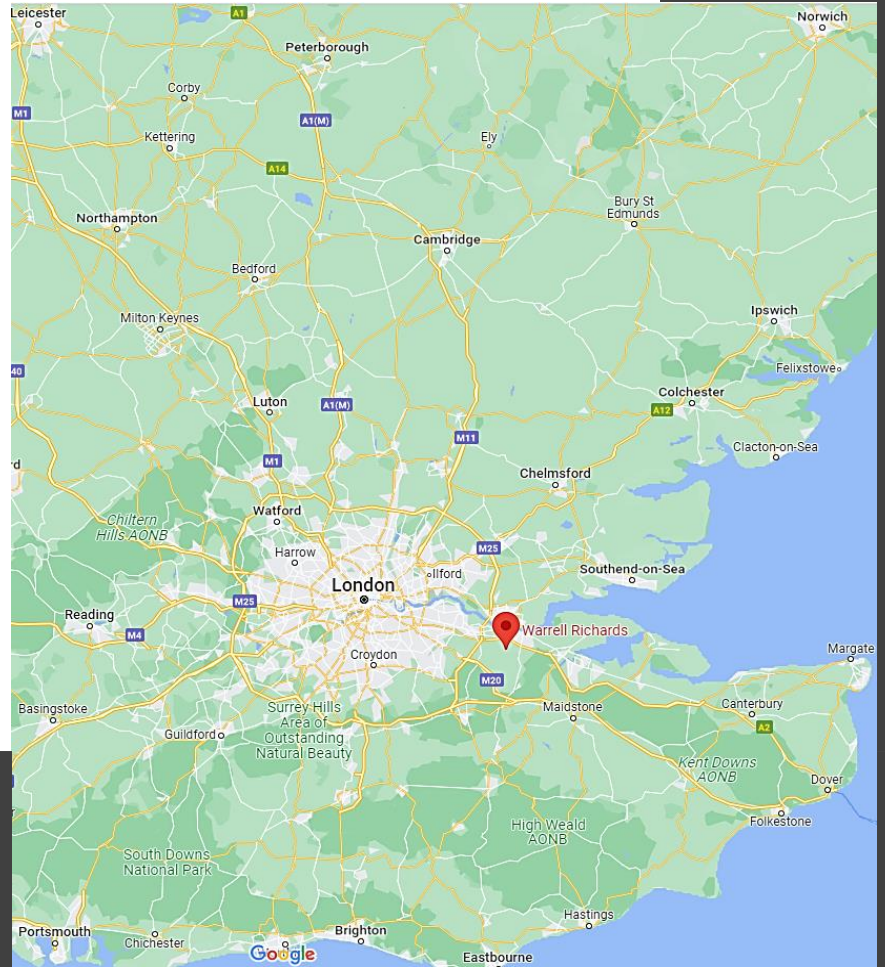 Leicester
A1
Norwich
Peterborough
Corby
M1
A1(M)
Kettering
Ely
A14
Bury St
Edmunds
Northampton
Cambridge
Bedford
Ipswich
Milton Keynes
Felixstowe
40
Colchester
Luton
A1(M)
A12
M11
Clacton-on-Sea
M1
Chelmsford
rd
Watford
Chiltern
Hills AONB
Harrow
M25
Ilford
Southend-on-Sea
London
M25
Reading
M4
Warrell Richards
Croydon
Margate
M20
Basingstoke
Surrey Hills
Area of
Outstanding
Natural Beauty
Maidstone
Canterbury
Guildford
A2
Kent Downs
AONB
Dover
Folkestone
High Weald
AONB
South Downs
National Park
Hastings
Portsmouth
Chichester
Brighton
Google
Eastbourne